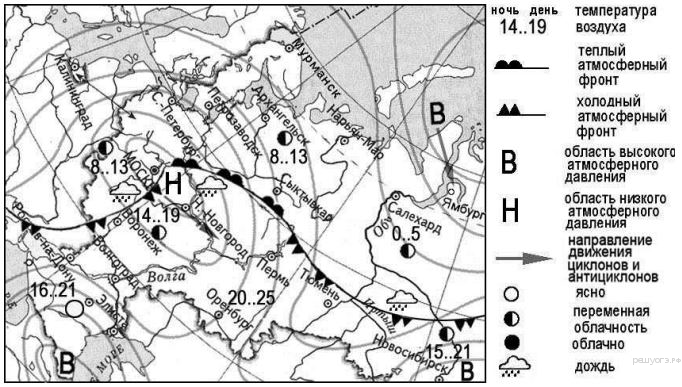 Мурманск
Калининград
С.-Петербург
Петрозаводск
Архангельск
Нарьян-Мар
В
8..13
8..13
МОСКВА
Н
Сыктывкар
Салехард
Ямбург
Обь
14..19
Воронеж
Н. Новгород
0..5
Ростов-на-Дону
Волгоград
Волга
Пермь
Тюмень
16..21
Элиста
Оренбург
20..25
Иртыш
Новосибирск
15..21
В
МОРЕ
В
ночь день
14..19
температура
воздуха
теплый
атмосферный
фронт
холодный
атмосферный
фронт
В
область высокого
атмосферного
давления
Н
область низкого
атмосферного
давления
направление
движения
циклонов и
антициклонов
ясно
переменная
облачность
облачно
дождь
решуогэ.рф